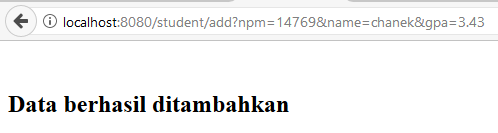 localhost:8080/student/add?npm=14769&name=chanek&gpa=3.43
Data berhasil ditambahkan